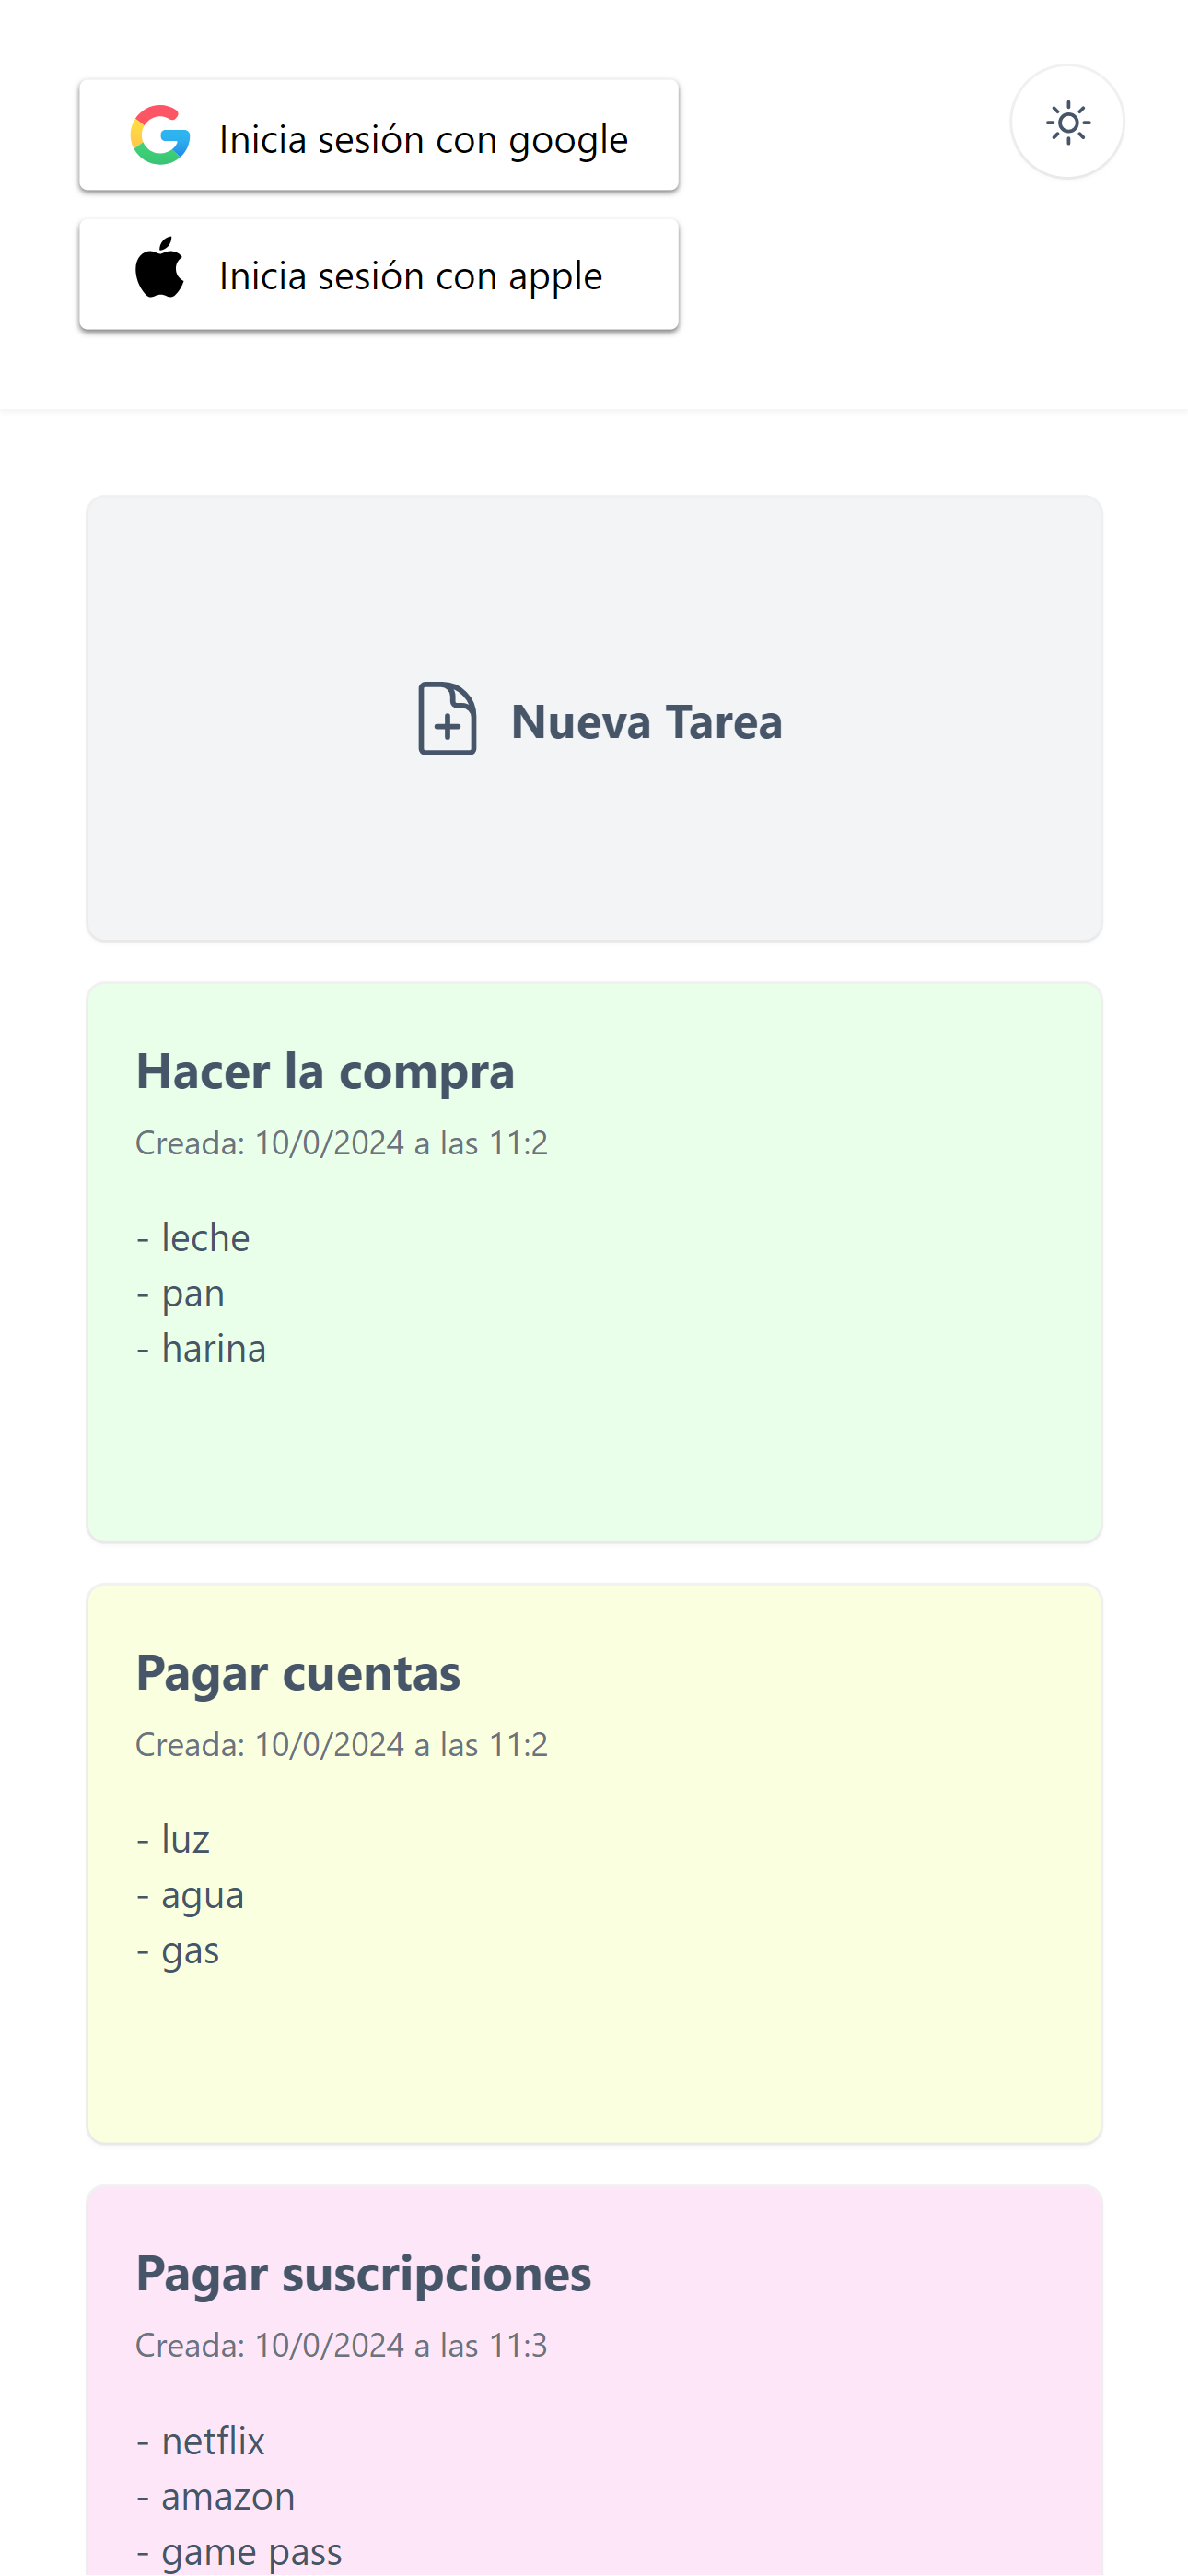 Inicia sesión con google
Inicia sesión con apple
Nueva Tarea
Hacer la compra
Creada: 10/0/2024 a las 11:2
- leche
- pan
- harina
Pagar cuentas
Creada: 10/0/2024 a las 11:2
- luz
- agua
- gas
Pagar suscripciones
Creada: 10/0/2024 a las 11:3
- netflix
- amazon
- game pass